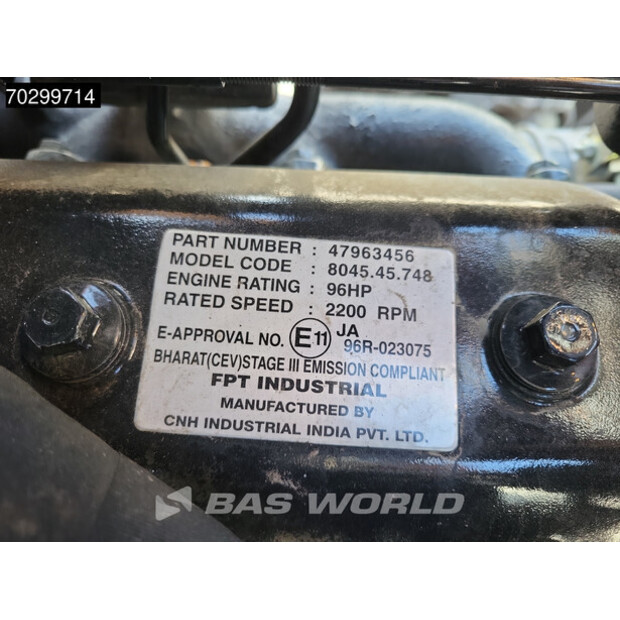 70299714
PART NUMBER : 47963456
MODEL CODE : 8045.45.748
ENGINE RATING : 96HP
RATED SPEED : 2200 RPM
E-APPROVAL NO. E11 JA 96R-023075
BHARAT(CEV)STAGE III EMISSION COMPLIANT
FPT INDUSTRIAL
MANUFACTURED BY
CNH INDUSTRIAL INDIA PVT. LTD.
BAS WORLD